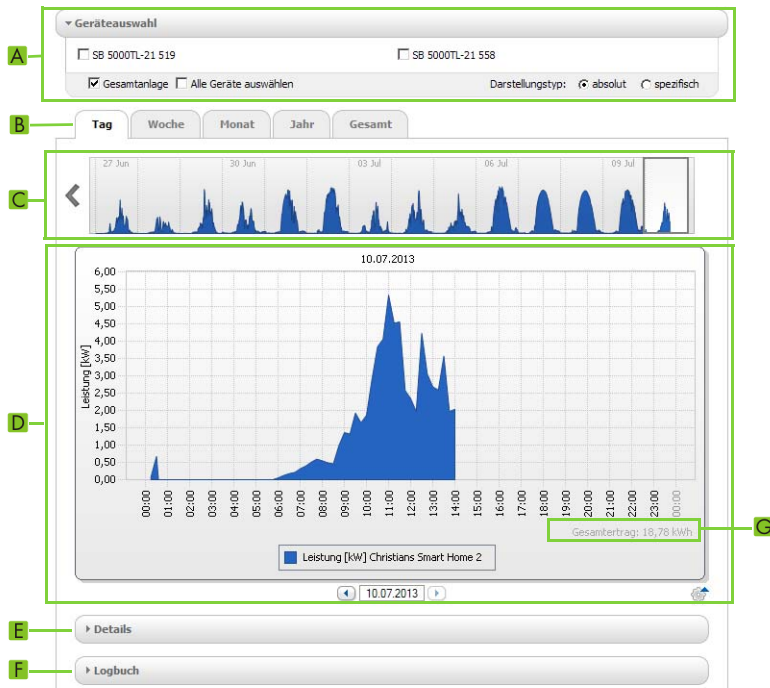 Geräteauswahl
A
SB 5000TL-21 519 SB 5000TL-21 558
Gesamtanlage Alle Geräte auswählen Darstellungstyp: absolut spezifisch
B
Tag Woche Monat Jahr Gesamt
27 Jun 30 Jun 03 Jul 06 Jul 09 Jul
C
10.07.2013
6,00
5,50
5,00
4,50
4,00
3,50
3,00
2,50
2,00
1,50
1,00
0,50
0,00
Leistung [kW]
D
00:00 01:00 02:00 03:00 04:00 05:00 06:00 07:00 08:00 09:00 10:00 11:00 12:00 13:00 14:00 15:00 16:00 17:00 18:00 19:00 20:00 21:00 22:00 23:00 00:00
Gesamtertrag: 18,78 kWh
G
Leistung [kW] Christians Smart Home 2
10.07.2013
E
Details
F
Logbuch